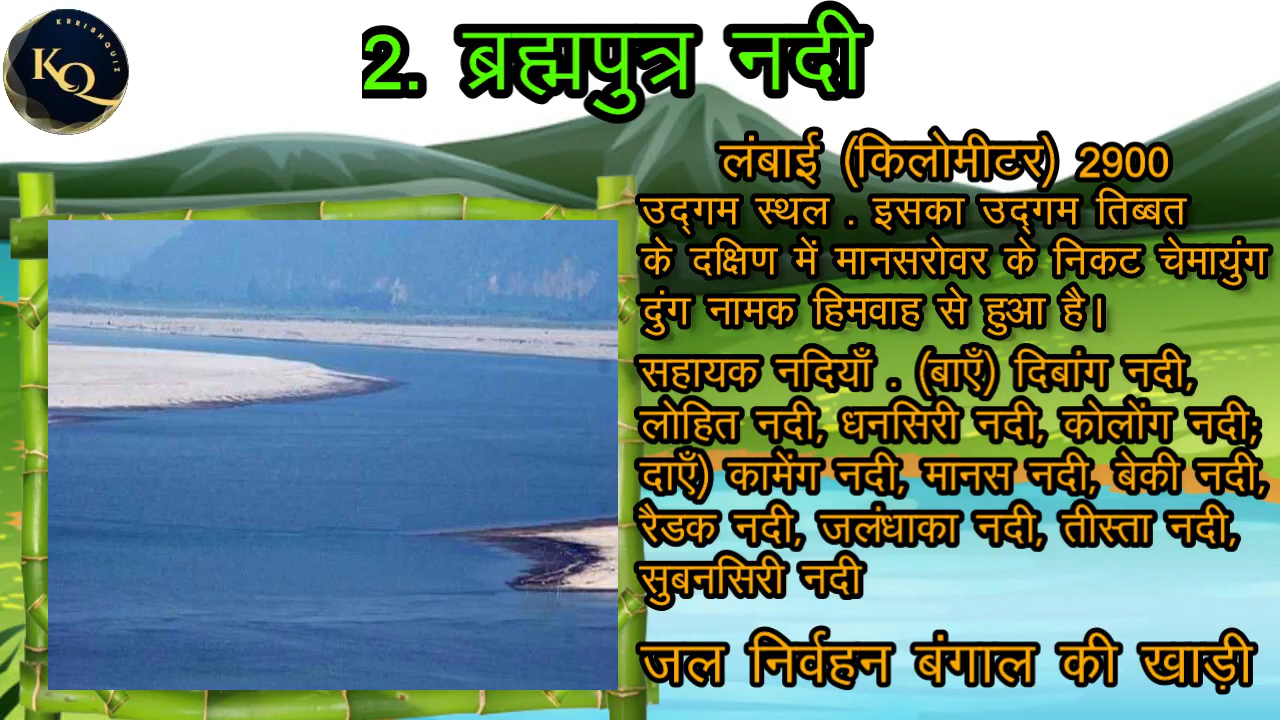 KRRISHQUIZ
KQ
2. ब्रह्मपुत्र नदी
लंबाई (किलोमीटर) 2900
उद्गम स्थल . इसका उद्गम तिब्बत
के दक्षिण में मानसरोवर के निकट चेमायुंग
दुंग नामक हिमवाह से हुआ है।
सहायक नदियाँ . (बाएँ) दिबांग नदी,
लोहित नदी, धनसिरी नदी, कोलोंग नदी;
दाएँ) कामेंग नदी, मानस नदी, बेकी नदी,
रैडक नदी, जलंधाका नदी, तीस्ता नदी,
सुबनसिरी नदी
जल निर्वहन बंगाल की खाड़ी